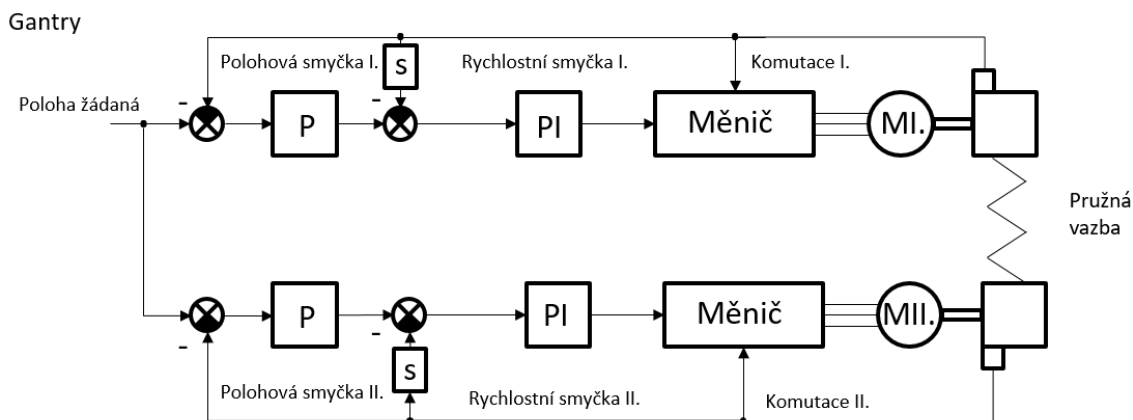 Gantry
Polohová smyčka I.
s
Rychlostní smyčka I.
Komutace I.
Poloha žádaná
-
-
P
PI
Měnič
MI.
Pružná
vazba
P
PI
Měnič
MII.
-
-
s
Polohová smyčka II.
Rychlostní smyčka II.
Komutace II.